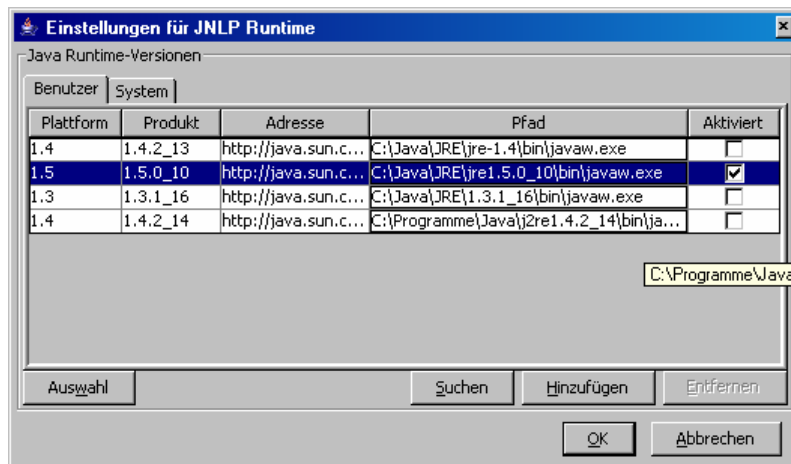 Einstellungen für JNLP Runtime
Java Runtime-Versionen
Benutzer System
Plattform Produkt Adresse Pfad Aktiviert
1.4 1.4.2_13 http://java.sun.c... C:\Java\JRE\jre-1.4\bin\javaw.exe
1.5 1.5.0_10 http://java.sun.c... C:\Java\JRE\jre1.5.0_10\bin\javaw.exe
1.3 1.3.1_16 http://java.sun.c... C:\Java\JRE\1.3.1_16\bin\javaw.exe
1.4 1.4.2_14 http://java.sun.c... C:\Programme\Java\j2re1.4.2_14\bin\ja...
C:\Programme\Java
Auswahl Suchen Hinzufügen Entfernen
OK Abbrechen